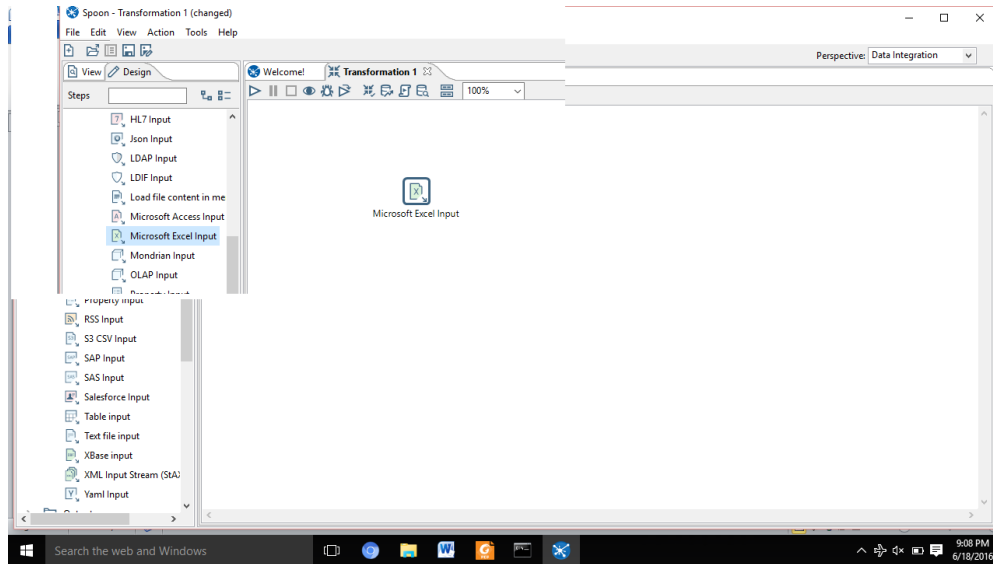 Spoon - Transformation 1 (changed)
File Edit View Action Tools Help
Perspective: Data Integration
View Design
Welcome! Transformation 1
Steps
100%
HL7 Input
Json Input
LDAP Input
LDIF Input
Load file content in me
Microsoft Access Input
Microsoft Excel Input
Mondrian Input
OLAP Input
Property Input
Microsoft Excel Input
Property Input
RSS Input
S3 CSV Input
SAP Input
SAS Input
Salesforce Input
Table input
Text file input
XBase input
XML Input Stream (StAX
Yaml Input
Search the web and Windows
9:08 PM
6/18/2016